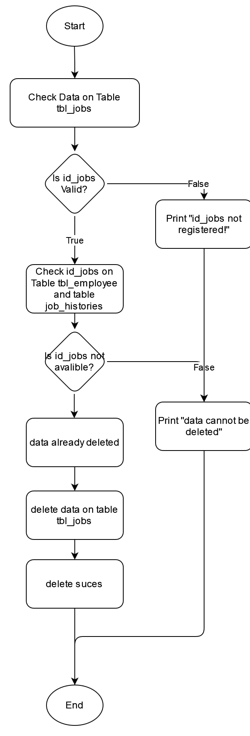 Start
Check Data on Table
tbl_jobs
Is id_jobs
Valid?
False
Print "id_jobs not
registered!"
True
Check id_jobs on
Table tbl_employee
and table
job_histories
Is id_jobs not
avalible?
False
data already deleted
Print "data cannot be
deleted"
delete data on table
tbl_jobs
delete suces
End